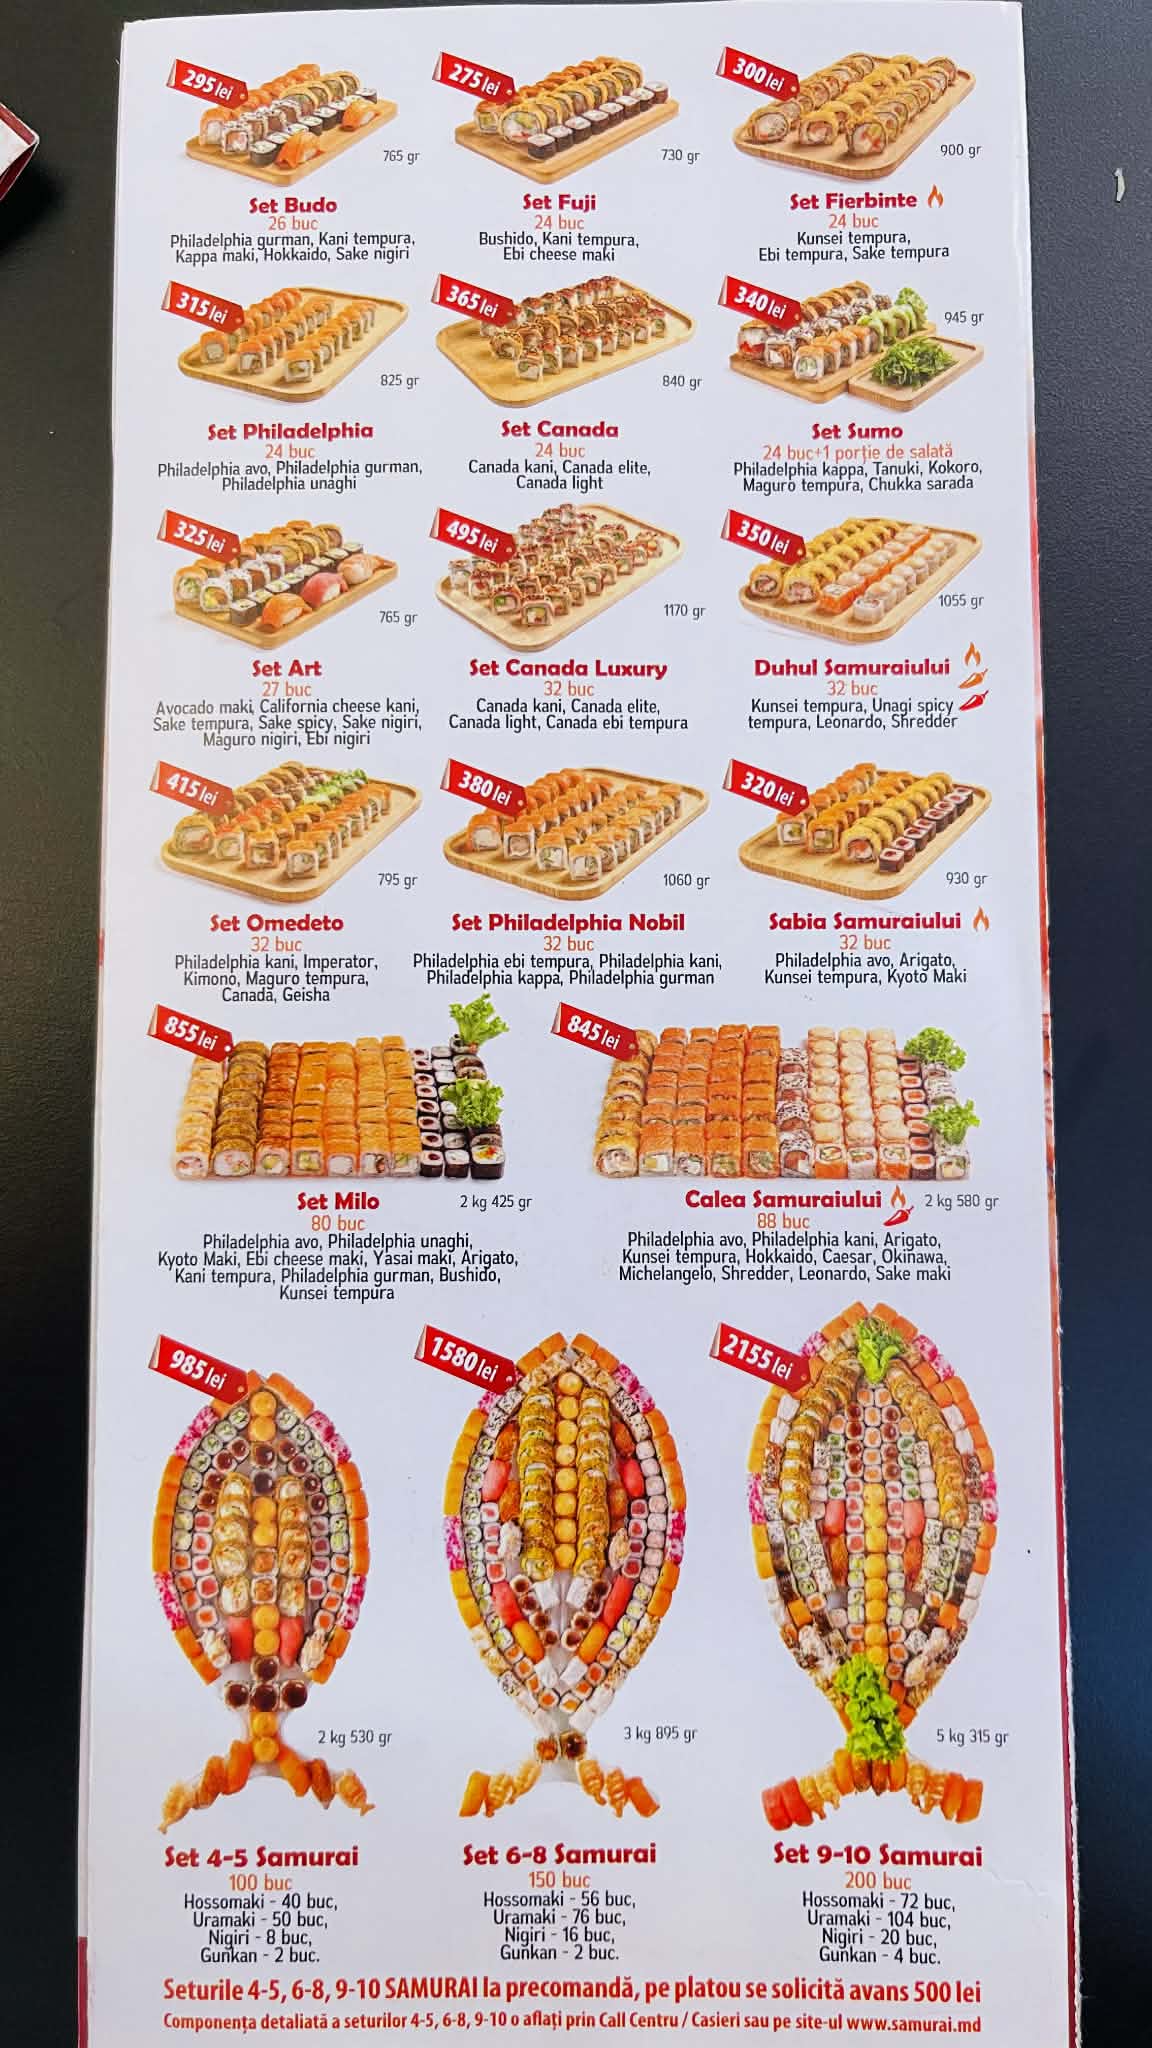 295 lei
765 gr
Set Budo
26 buc
Philadelphia gurman, Kani tempura,
Kappa maki, Hokkaido, Sake nigiri
275 lei
730 gr
Set Fuji
24 buc
Bushido, Kani tempura,
Ebi cheese maki
300 lei
900 gr
Set Fierbinte
24 buc
Kunsei tempura,
Ebi tempura, Sake tempura
315 lei
825 gr
Set Philadelphia
24 buc
Philadelphia avo, Philadelphia gurman,
Philadelphia unaghi
365 lei
840 gr
Set Canada
24 buc
Canada kani, Canada elite,
Canada light
340 lei
945 gr
Set Sumo
24 buc+1 porție de salată
Philadelphia kappa, Tanuki, Kokoro,
Maguro tempura, Chukka sarada
325 lei
765 gr
Set Art
27 buc
Avocado maki, California cheese kani,
Sake tempura, Sake spicy, Sake nigiri,
Maguro nigiri, Ebi nigiri
495 lei
1170 gr
Set Canada Luxury
32 buc
Canada kani, Canada elite,
Canada light, Canada ebi tempura
350 lei
1055 gr
Duhul Samuraiului
32 buc
Kunsei tempura, Unagi spicy
tempura, Leonardo, Shredder
415 lei
795 gr
Set Omedeto
32 buc
Philadelphia kani, Imperator,
Kimono, Maguro tempura,
Canada, Geisha
380 lei
1060 gr
Set Philadelphia Nobil
32 buc
Philadelphia ebi tempura, Philadelphia kani,
Philadelphia kappa, Philadelphia gurman
320 lei
930 gr
Sabia Samuraiului
32 buc
Philadelphia avo, Arigato,
Kunsei tempura, Kyoto Maki
855 lei
Set Milo
2 kg 425 gr
80 buc
Philadelphia avo, Philadelphia unaghi,
Kyoto Maki, Ebi cheese maki, Yasai maki, Arigato,
Kani tempura, Philadelphia gurman, Bushido,
Kunsei tempura
845 lei
Calea Samuraiului
2 kg 580 gr
88 buc
Philadelphia avo, Philadelphia kani, Arigato,
Kunsei tempura, Hokkaido, Caesar, Okinawa,
Michelangelo, Shredder, Leonardo, Sake maki
985 lei
2 kg 530 gr
Set 4-5 Samurai
100 buc
Hossomaki - 40 buc,
Uramaki - 50 buc,
Nigiri - 8 buc,
Gunkan - 2 buc.
1580 lei
3 kg 895 gr
Set 6-8 Samurai
150 buc
Hossomaki - 56 buc,
Uramaki - 76 buc,
Nigiri - 16 buc,
Gunkan - 2 buc.
2155 lei
5 kg 315 gr
Set 9-10 Samurai
200 buc
Hossomaki - 72 buc,
Uramaki - 104 buc,
Nigiri - 20 buc,
Gunkan - 4 buc.
Seturile 4-5, 6-8, 9-10 SAMURAI la precomandă, pe platou se solicită avans 500 lei
Componența detaliată a seturilor 4-5, 6-8, 9-10 o aflați prin Call Centru / Casieri sau pe site-ul www.samurai.md